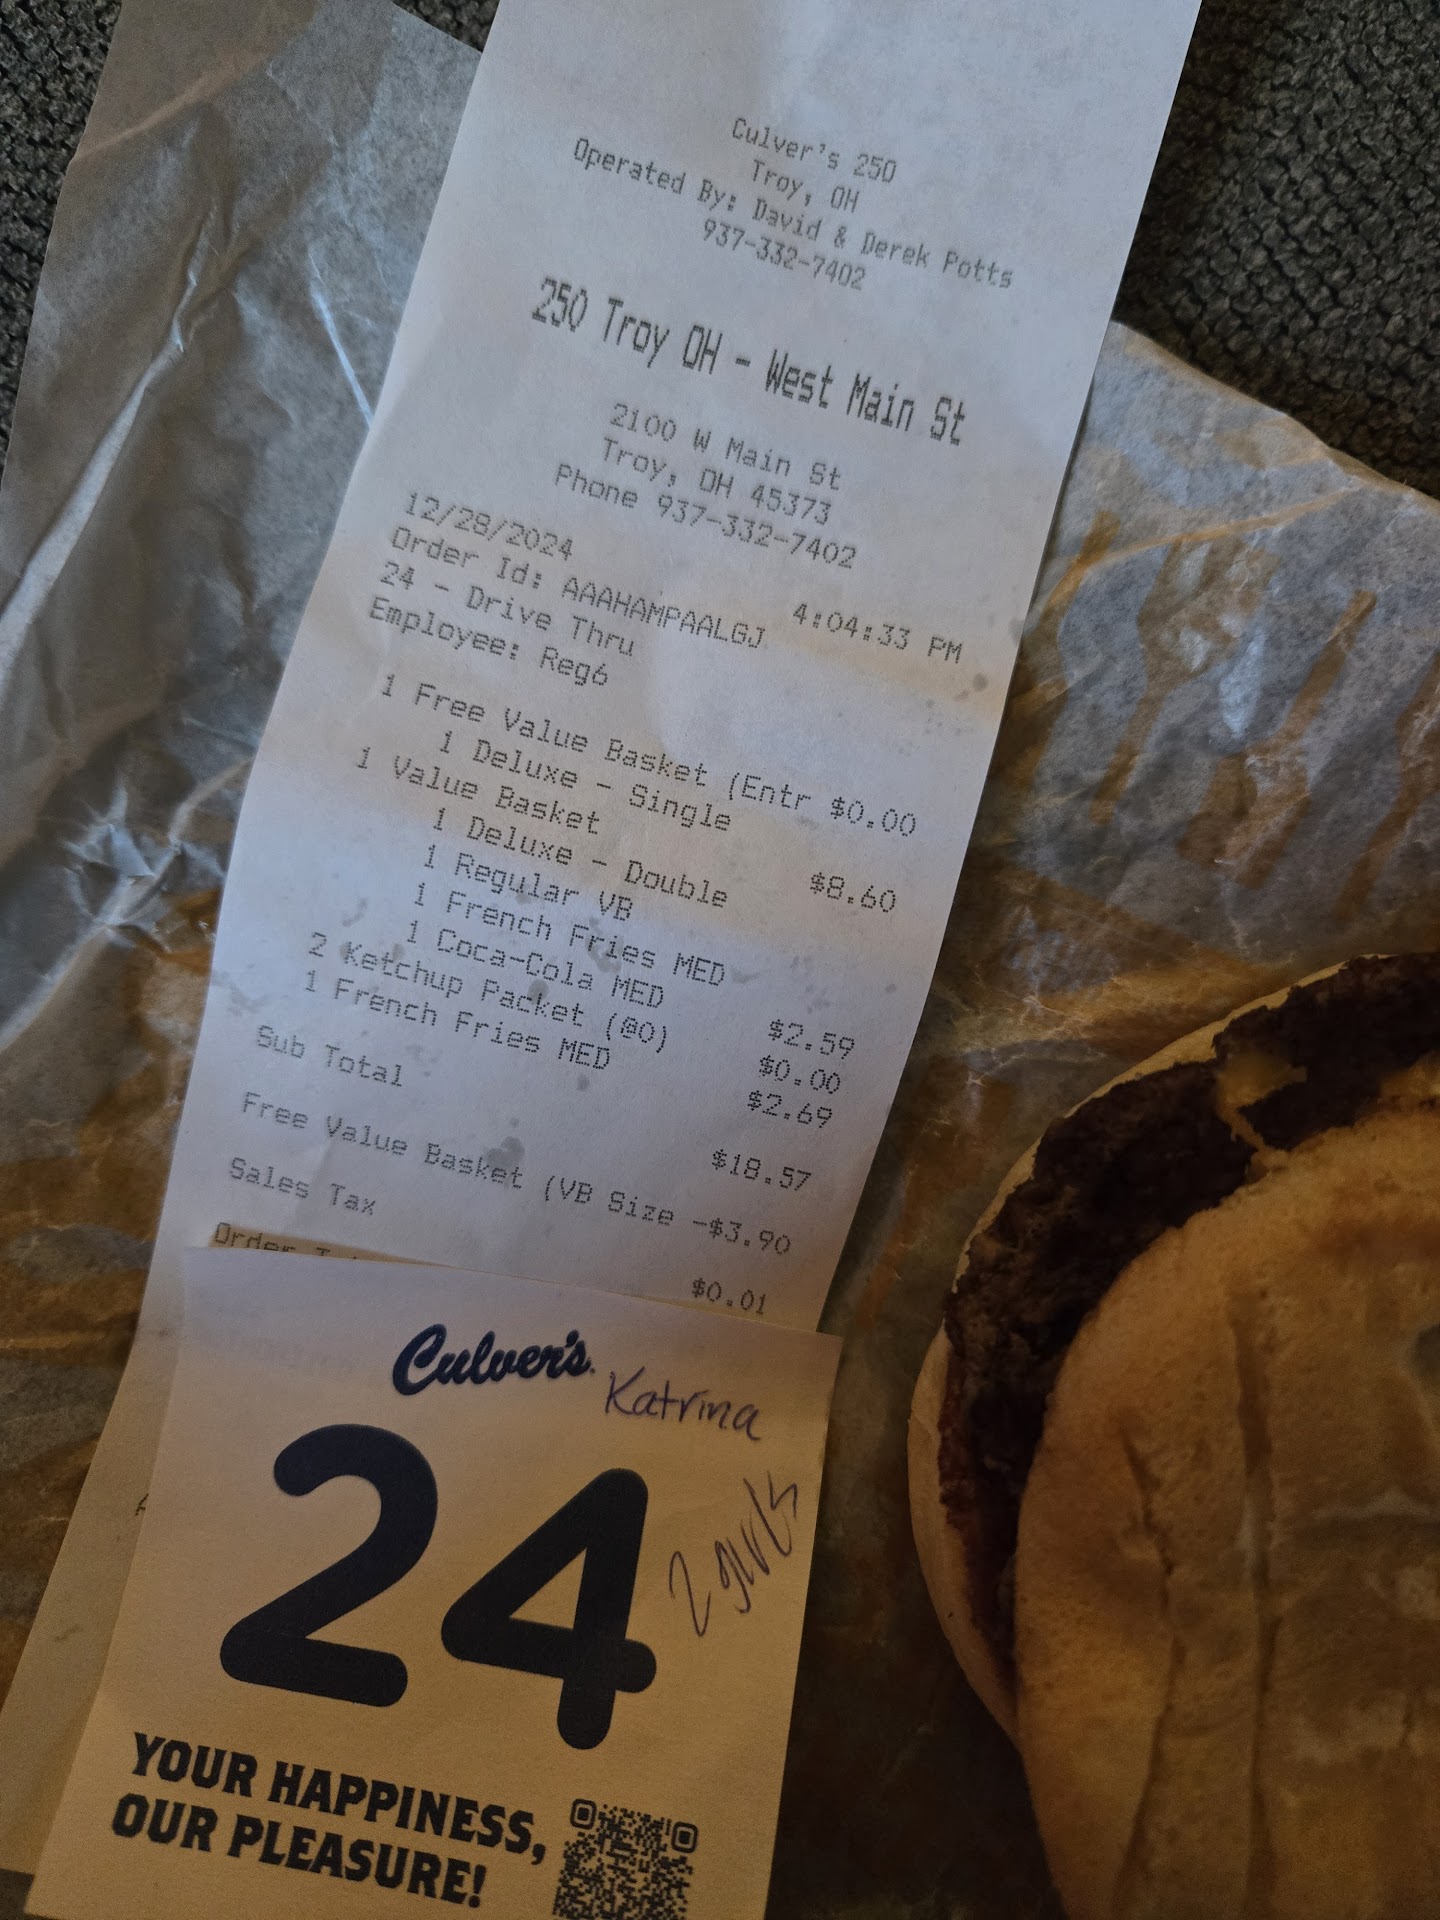 Culver's 250
Troy, OH
Operated By: David & Derek Potts
937-332-7402
250 Troy OH - West Main St
2100 W Main St
Troy, OH 45373
Phone 937-332-7402
12/28/2024 4:04:33 PM
Order Id: AAAHAMPAALGJ
24 - Drive Thru
Employee: Reg6
1 Free Value Basket (Entr $0.00
1 Deluxe - Single
1 Value Basket $8.60
1 Deluxe - Double
1 Regular VB
1 French Fries MED
1 Coca-Cola MED $2.59
2 Ketchup Packet (@0) $0.00
1 French Fries MED $2.69
Sub Total $18.57
Free Value Basket (VB Size -$3.90
Sales Tax $0.01
Order
Culver's.
Katrina
24
2
YOUR HAPPINESS,
OUR PLEASURE!